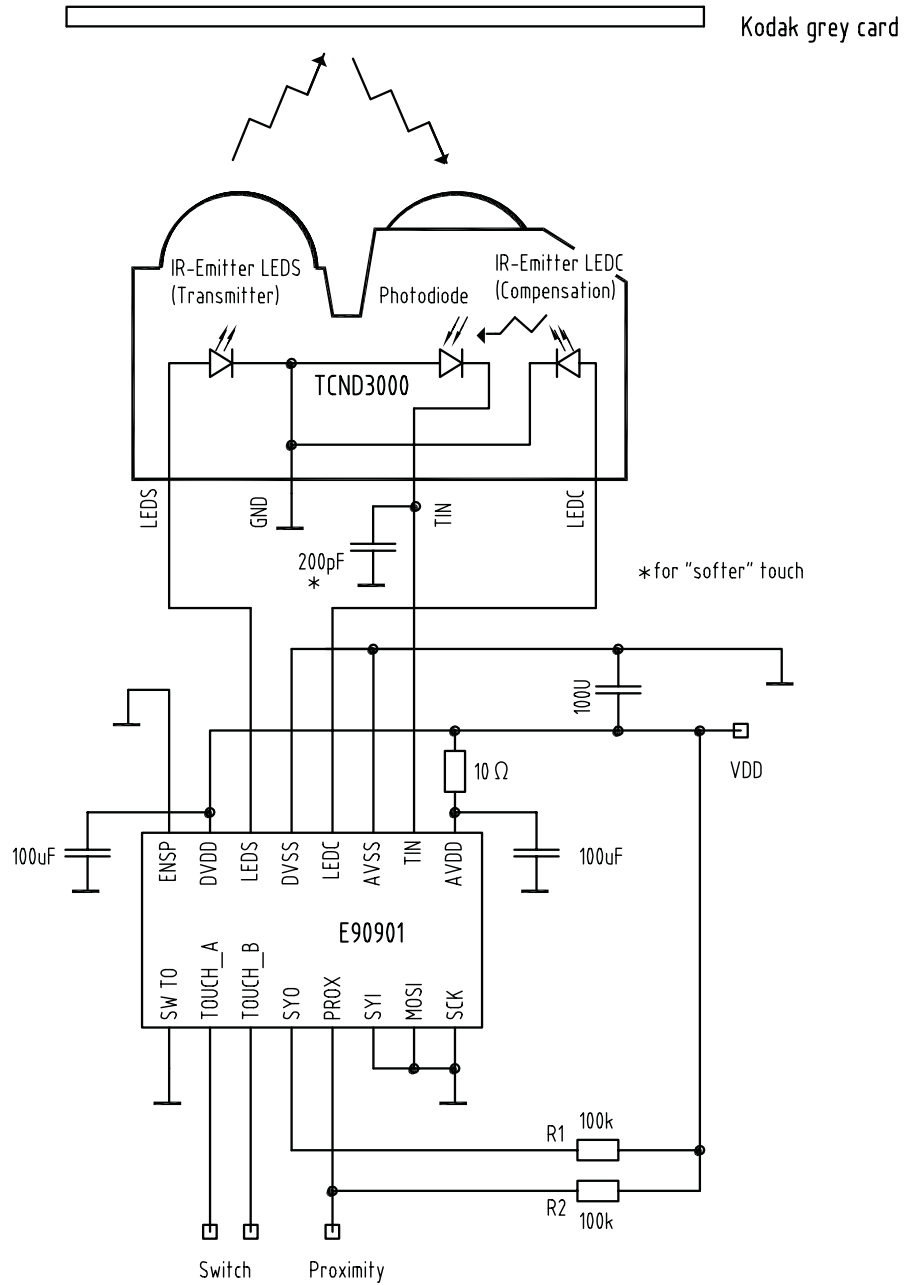 Kodak grey card
IR-Emitter LEDS
(Transmitter)
Photodiode
IR-Emitter LEDC
(Compensation)
TCND3000
LEDS
GND
TIN
LEDC
200pF
*
*for "softer" touch
100U
VDD
10 Ω
100uF
100uF
ENSP
DVDD
LEDS
DVSS
LEDC
AVSS
TIN
AVDD
E90901
SW TO
TOUCH_A
TOUCH_B
SYO
PROX
SYI
MOSI
SCK
R1
100k
R2
100k
Switch
Proximity